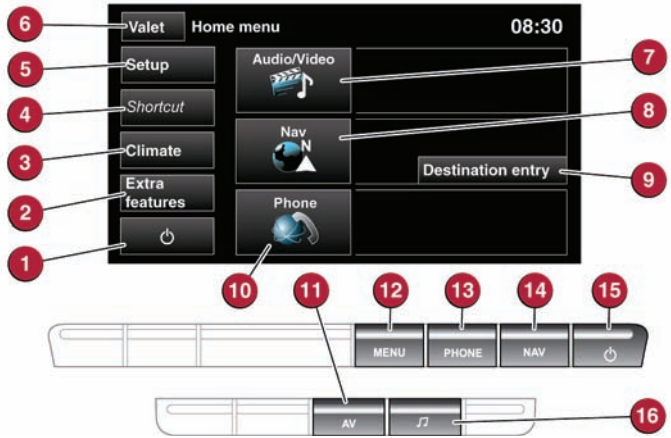 6 Valet Home menu 08:30
5 Setup Audio/Video 7
4 Shortcut
8
3 Climate Nav
N
Destination entry 9
2 Extra
features Phone
1
10 11 12 13 14 15
MENU PHONE NAV
AV 16